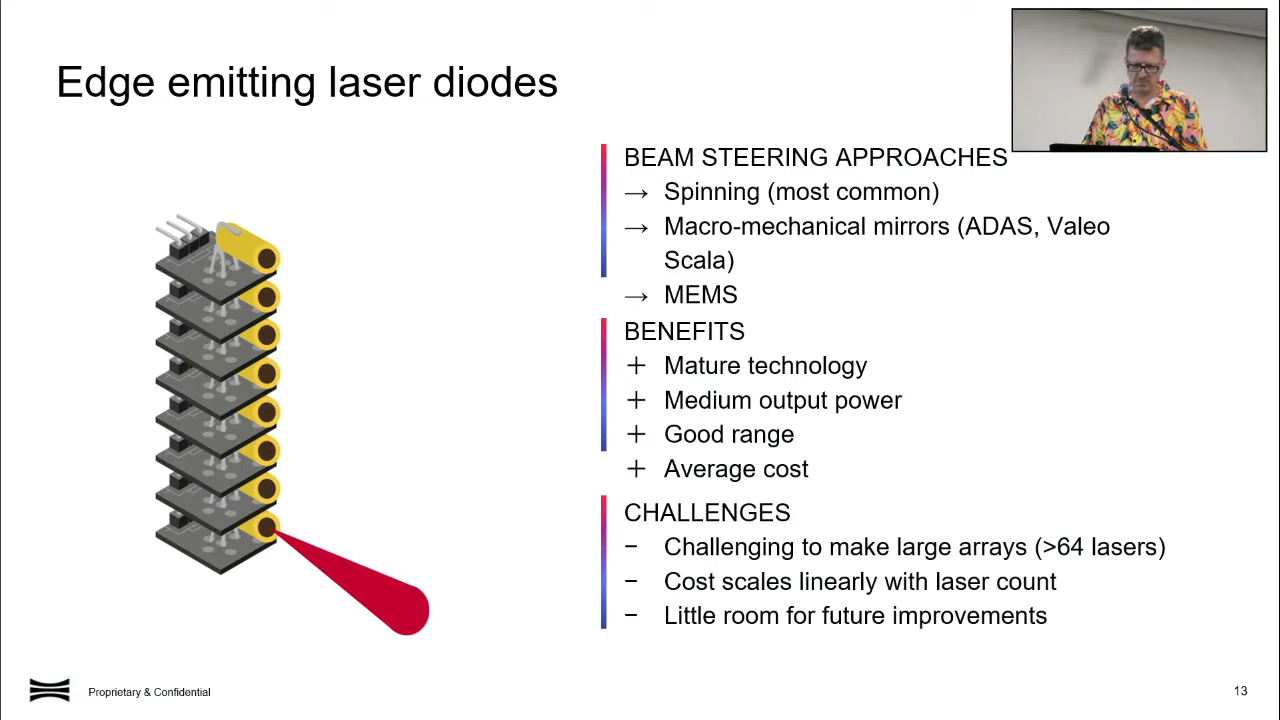 Edge emitting laser diodes
BEAM STEERING APPROACHES
→ Spinning (most common)
→ Macro-mechanical mirrors (ADAS, Valeo
Scala)
→ MEMS
BENEFITS
+ Mature technology
+ Medium output power
+ Good range
+ Average cost
CHALLENGES
− Challenging to make large arrays (>64 lasers)
− Cost scales linearly with laser count
− Little room for future improvements
Proprietary & Confidential
13